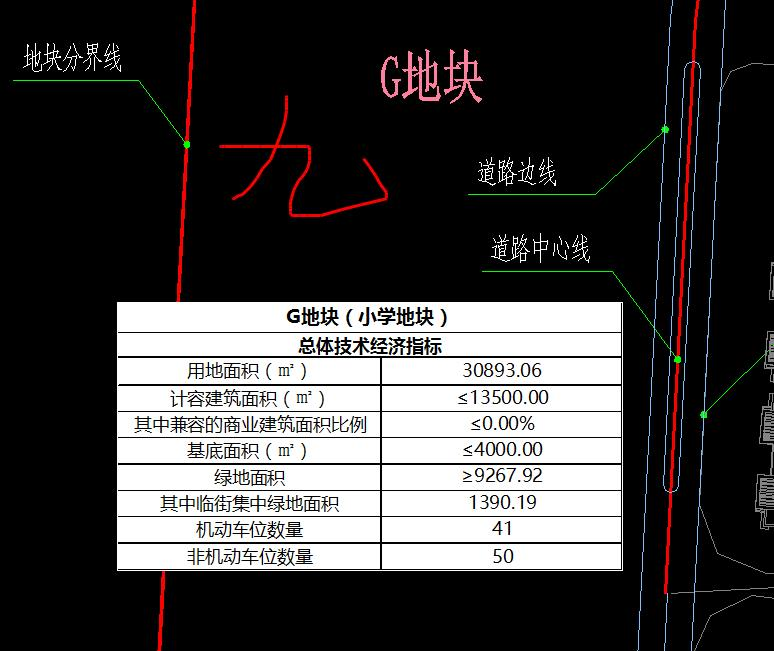 地块分界线
G地块
九
道路边线
道路中心线
G地块（小学地块）
总体技术经济指标
用地面积（㎡） 30893.06
计容建筑面积（㎡） ≤13500.00
其中兼容的商业建筑面积比例 ≤0.00%
基底面积（㎡） ≤4000.00
绿地面积 ≥9267.92
其中临街集中绿地面积 1390.19
机动车位数量 41
非机动车位数量 50